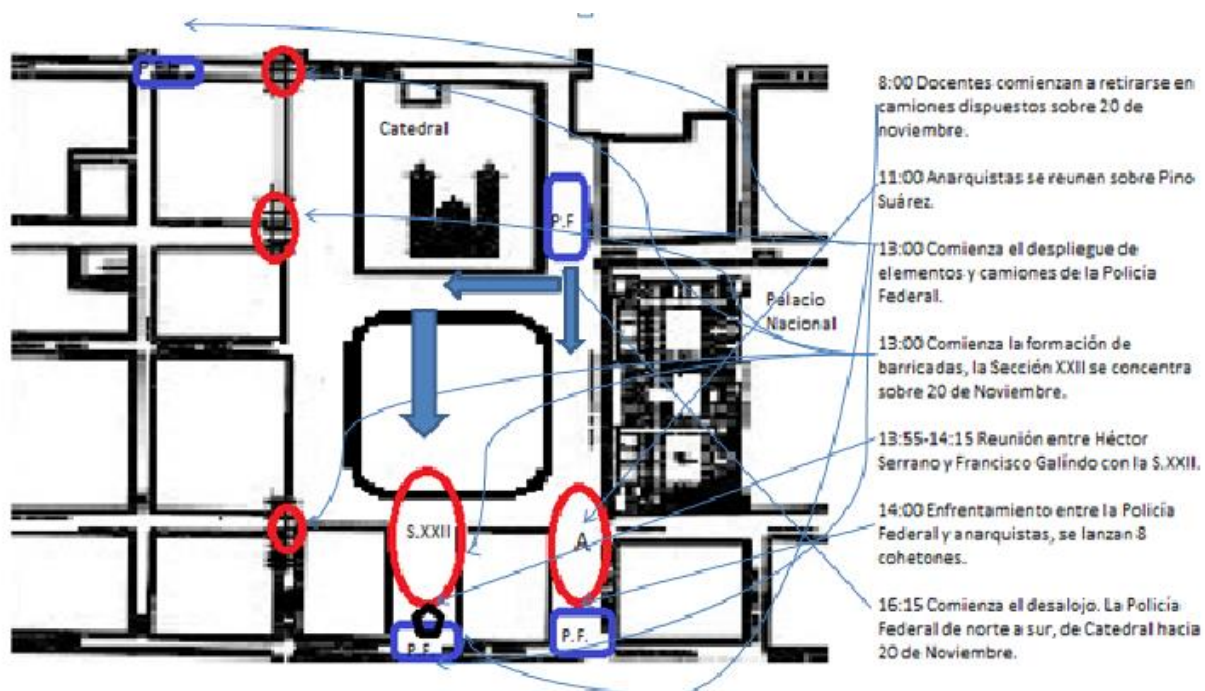 Catedral
P.F
Palacio
Nacional
S.XXII
A
P.F.
P.F.
8:00 Docentes comienzan a retirarse en
camiones dispuestos sobre 20 de
noviembre.
11:00 Anarquistas se reunen sobre Pino
Suárez.
13:00 Comienza el despliegue de
elementos y camiones de la Policía
Federal.
13:00 Comienza la formación de
barricadas, la Sección XXII se concentra
sobre 20 de Noviembre.
13:55-14:15 Reunión entre Héctor
Serrano y Francisco Galíndo con la S.XXII.
14:00 Enfrentamiento entre la Policía
Federal y anarquistas, se lanzan 8
cohetones.
16:15 Comienza el desalojo. La Policía
Federal de norte a sur, de Catedral hacia
20 de Noviembre.